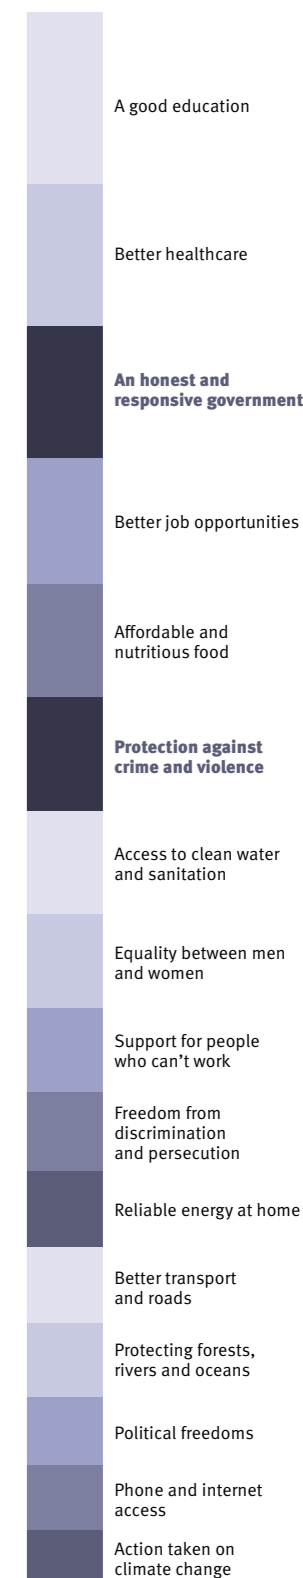 A good education
Better healthcare
An honest and
responsive government
Better job opportunities
Affordable and
nutritious food
Protection against
crime and violence
Access to clean water
and sanitation
Equality between men
and women
Support for people
who can’t work
Freedom from
discrimination
and persecution
Reliable energy at home
Better transport
and roads
Protecting forests,
rivers and oceans
Political freedoms
Phone and internet
access
Action taken on
climate change